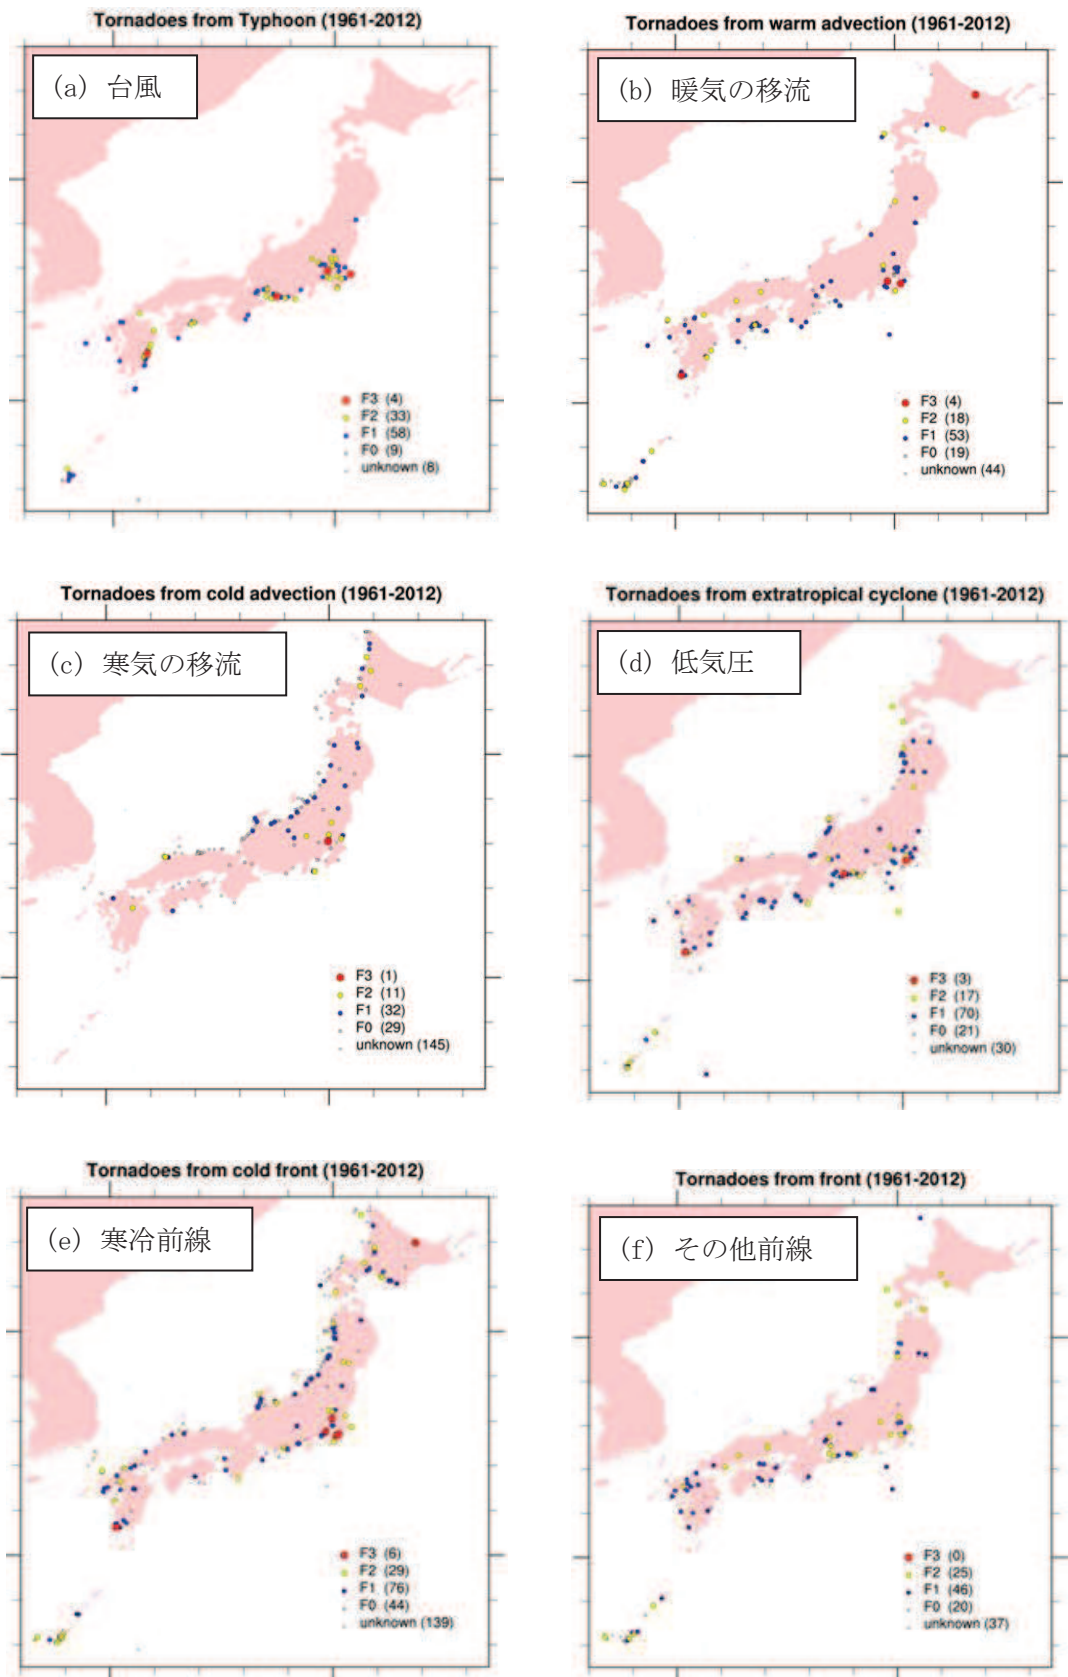 Tornadoes from Typhoon (1961-2012)
(a) 台風
F3 (4)
F2 (33)
F1 (58)
F0 (9)
unknown (8)
Tornadoes from warm advection (1961-2012)
(b) 暖気の移流
F3 (4)
F2 (18)
F1 (53)
F0 (19)
unknown (44)
Tornadoes from cold advection (1961-2012)
(c) 寒気の移流
F3 (1)
F2 (11)
F1 (32)
F0 (29)
unknown (145)
Tornadoes from extratropical cyclone (1961-2012)
(d) 低気圧
F3 (3)
F2 (17)
F1 (70)
F0 (21)
unknown (30)
Tornadoes from cold front (1961-2012)
(e) 寒冷前線
F3 (6)
F2 (29)
F1 (76)
F0 (44)
unknown (139)
Tornadoes from front (1961-2012)
(f) その他前線
F3 (0)
F2 (25)
F1 (46)
F0 (20)
unknown (37)